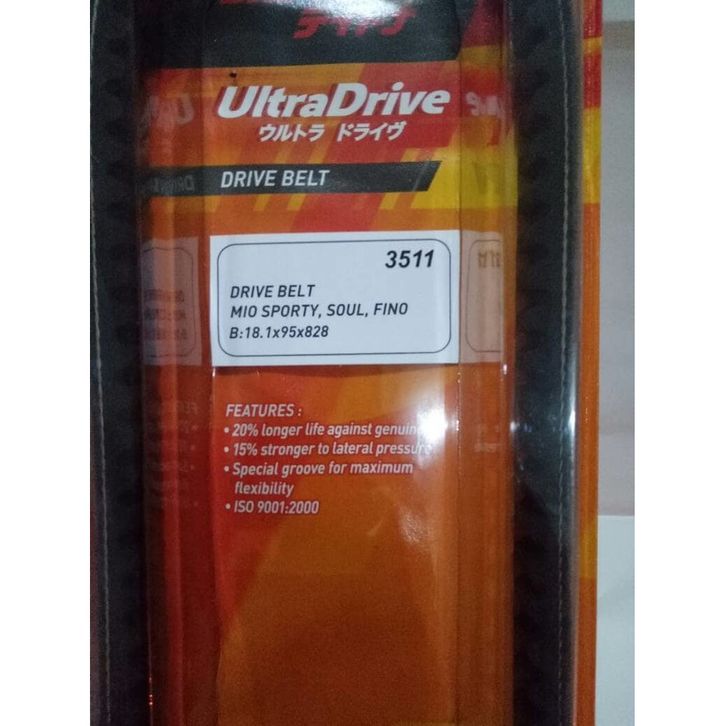 UltraDrive
ウルトラ ドライヴ
DRIVE BELT
3511
DRIVE BELT
MIO SPORTY, SOUL, FINO
B:18.1x95x828
FEATURES :
• 20% longer life against genuine
• 15% stronger to lateral pressure
• Special groove for maximum
flexibility
• ISO 9001:2000